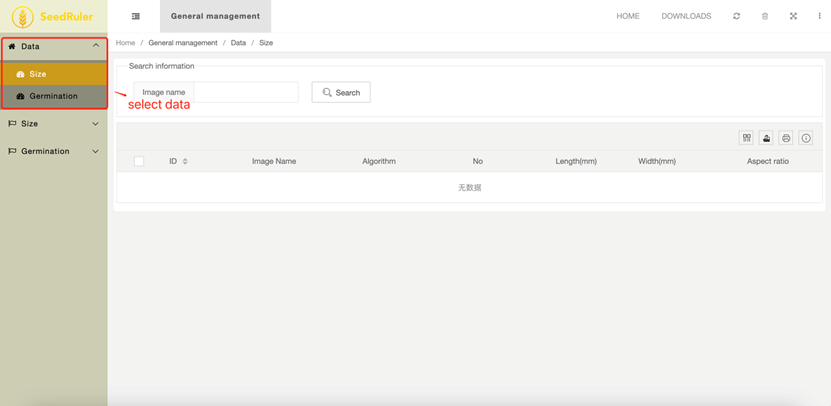 SeedRuler
General management
HOME
DOWNLOADS
Data
Home / General management / Data / Size
Search information
Size
Image name
Search
Germination
select data
Size
Germination
ID
Image Name
Algorithm
No
Length(mm)
Width(mm)
Aspect ratio
无数据